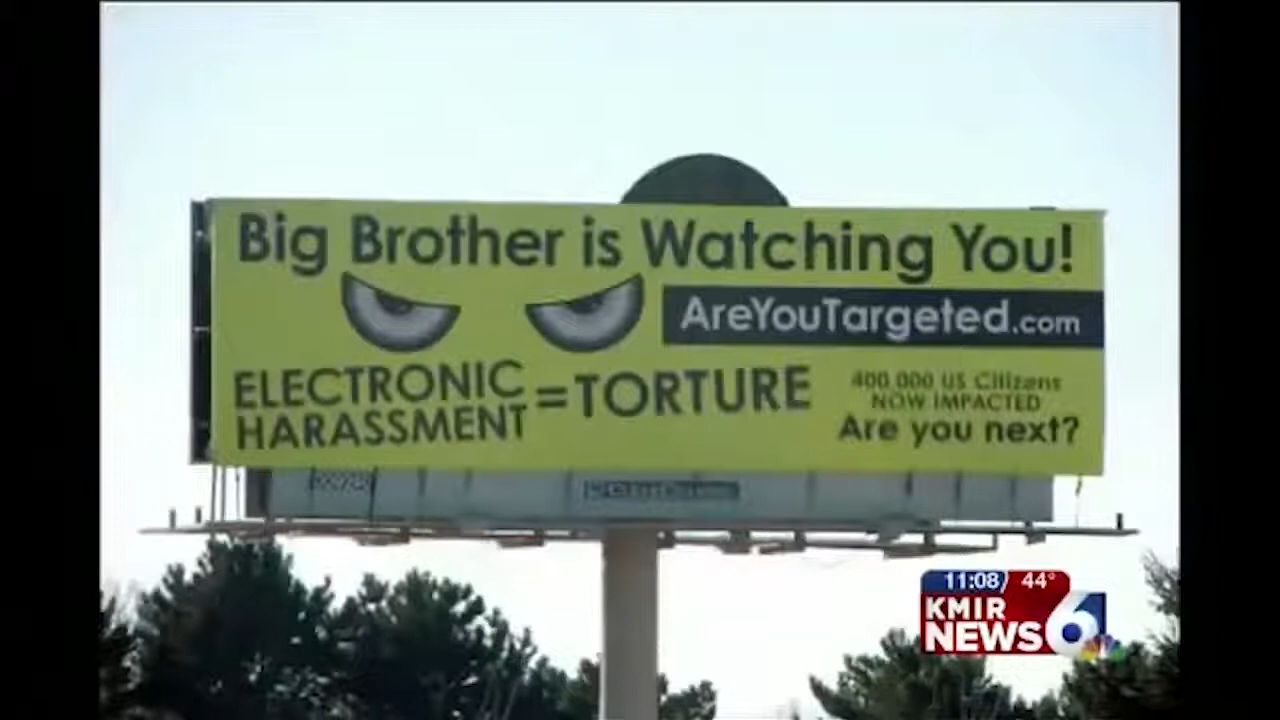 Big Brother is Watching You!
AreYouTargeted.com
ELECTRONIC
HARASSMENT
=TORTURE
400,000 US Citizens
NOW IMPACTED
Are you next?
11:08 44°
KMIR
NEWS 6